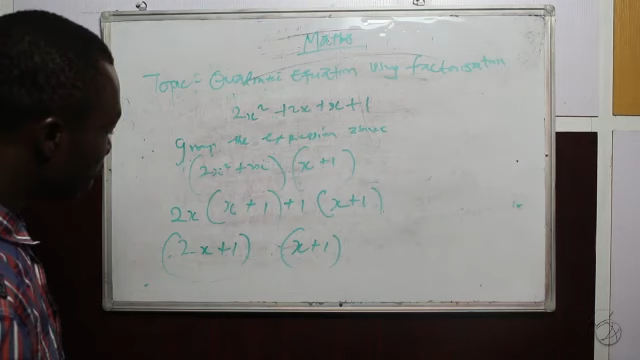 Maths
Topic = Quadratic Equation using factorisation
2x² + 2x + x + 1
Group the expression above
(2x² + 2x) (x + 1)
2x (x + 1) + 1 (x + 1)
(2x + 1) (x + 1)